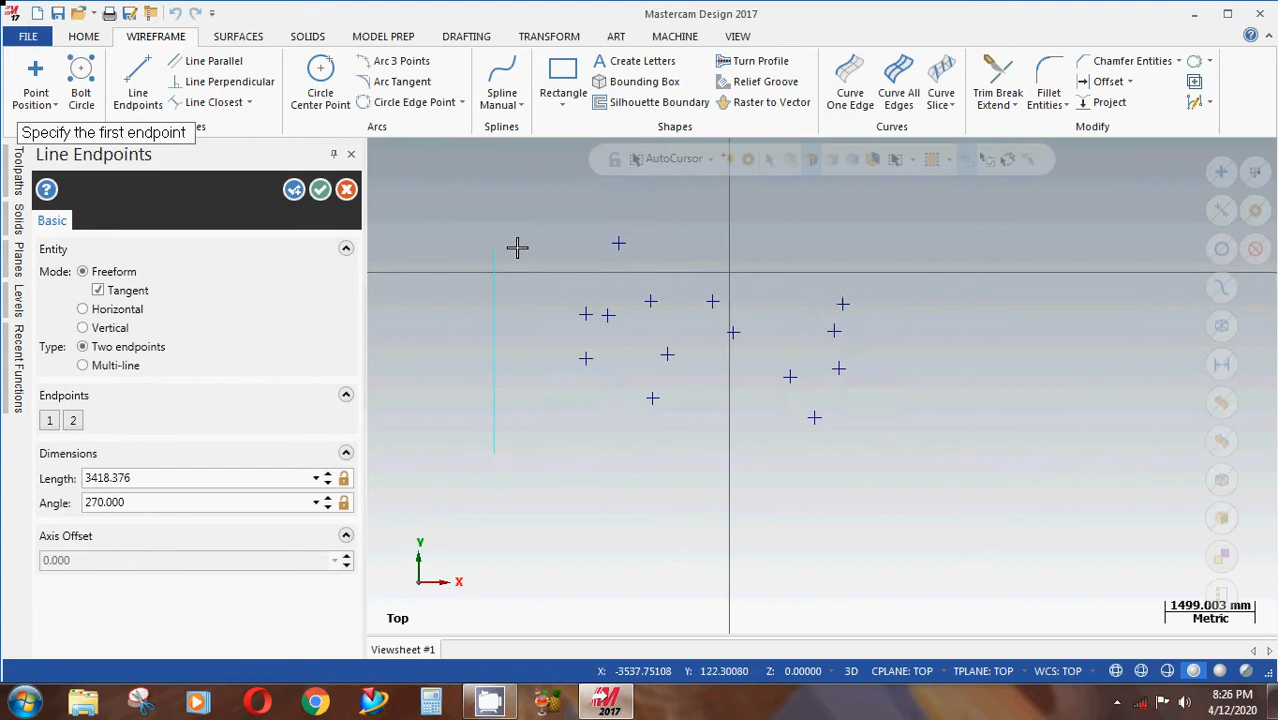 17
Mastercam Design 2017
FILE
HOME
WIREFRAME
SURFACES
SOLIDS
MODEL PREP
DRAFTING
TRANSFORM
ART
MACHINE
VIEW
Point Position
Bolt Circle
Line Endpoints
Line Parallel
Line Perpendicular
Line Closest
Circle Center Point
Arc 3 Points
Arc Tangent
Circle Edge Point
Arcs
Spline Manual
Splines
Rectangle
Create Letters
Bounding Box
Silhouette Boundary
Turn Profile
Relief Groove
Raster to Vector
Shapes
Curve One Edge
Curve All Edges
Curve Slice
Curves
Trim Break Extend
Fillet Entities
Chamfer Entities
Offset
Project
Modify
Specify the first endpoint
Toolpaths
Solids
Planes
Levels
Recent Functions
Line Endpoints
Basic
Entity
Mode:
Freeform
Tangent
Horizontal
Vertical
Type:
Two endpoints
Multi-line
Endpoints
1
2
Dimensions
Length:
3418.376
Angle:
270.000
Axis Offset
0.000
AutoCursor
Y
X
Top
1499.003 mm
Metric
Viewsheet #1
X: -3537.75108
Y: 122.30080
Z: 0.00000
3D
CPLANE: TOP
TPLANE: TOP
WCS: TOP
2017
8:26 PM
4/12/2020